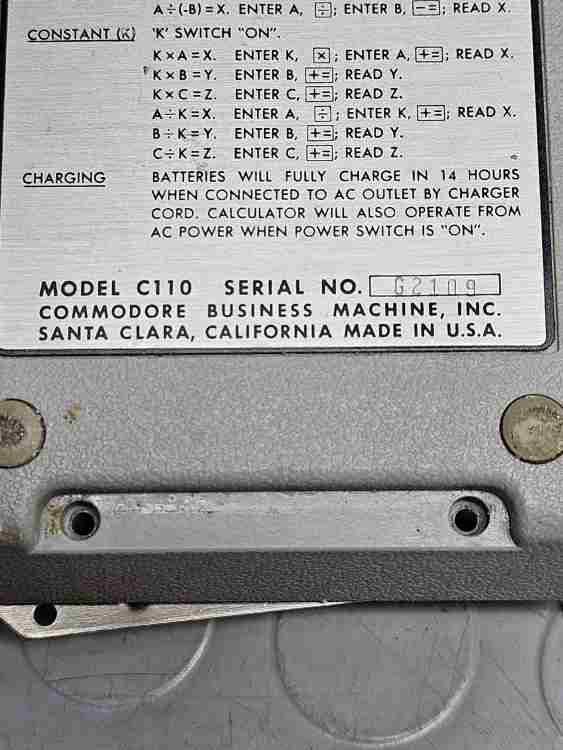 A÷(-B)=X. ENTER A, ÷; ENTER B, -=; READ X.
CONSTANT (K) 'K' SWITCH "ON".
K×A=X. ENTER K, ×; ENTER A, +=; READ X.
K×B=Y. ENTER B, +=; READ Y.
K×C=Z. ENTER C, +=; READ Z.
A÷K=X. ENTER A, ÷; ENTER K, +=; READ X.
B÷K=Y. ENTER B, +=; READ Y.
C÷K=Z. ENTER C, +=; READ Z.
CHARGING BATTERIES WILL FULLY CHARGE IN 14 HOURS
WHEN CONNECTED TO AC OUTLET BY CHARGER
CORD. CALCULATOR WILL ALSO OPERATE FROM
AC POWER WHEN POWER SWITCH IS "ON".
MODEL C110 SERIAL NO. G2109
COMMODORE BUSINESS MACHINE, INC.
SANTA CLARA, CALIFORNIA MADE IN U.S.A.